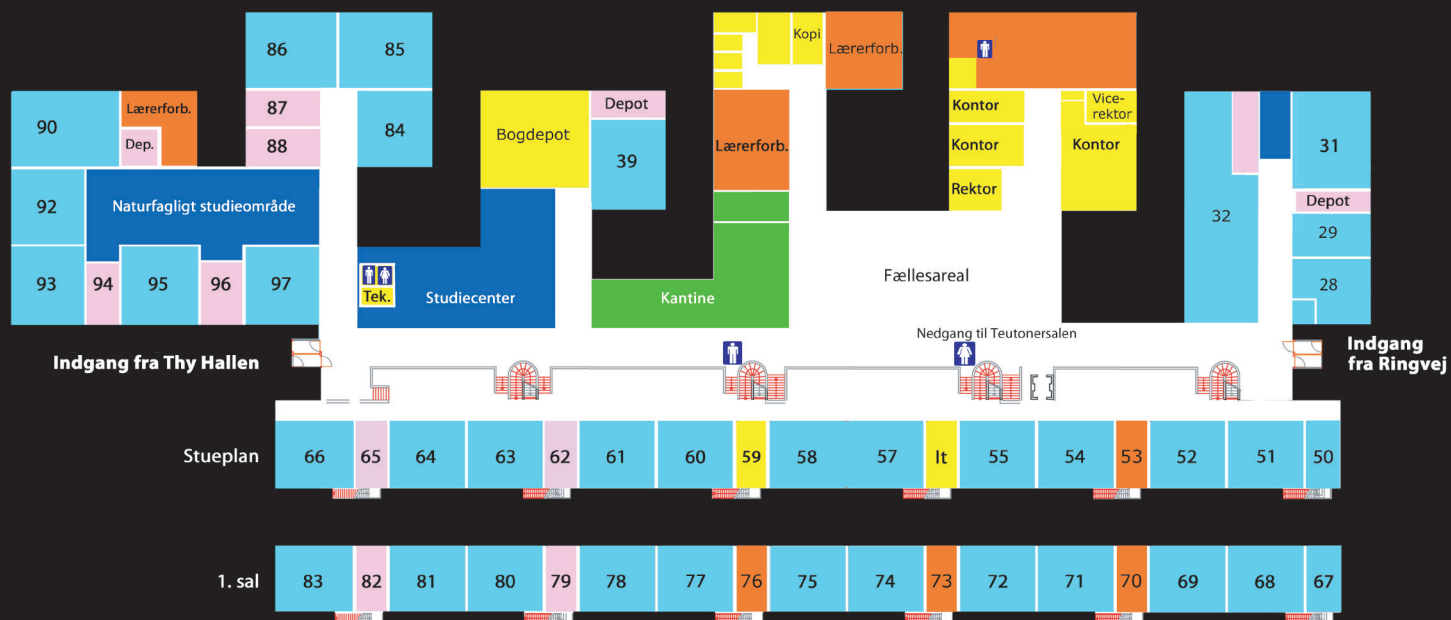 86
85
Kopi
Lærerforb.
90
Lærerforb.
Dep.
87
88
84
Bogdepot
Depot
39
Lærerforb.
Kontor
Kontor
Rektor
Vice-
rektor
Kontor
31
32
Depot
29
28
92
Naturfagligt studieområde
93
94
95
96
97
Tek.
Studiecenter
Kantine
Fællesareal
Nedgang til Teutonersalen
Indgang fra Thy Hallen
Indgang
fra Ringvej
Stueplan
66
65
64
63
62
61
60
59
58
57
It
55
54
53
52
51
50
1. sal
83
82
81
80
79
78
77
76
75
74
73
72
71
70
69
68
67